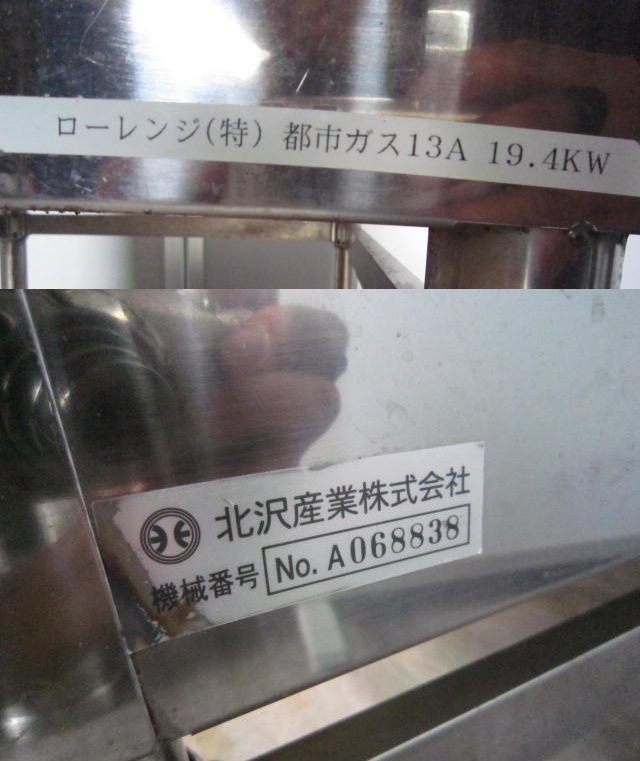 ローレンジ(特) 都市ガス13A 19.4KW
北沢産業株式会社
機械番号 No. A068838